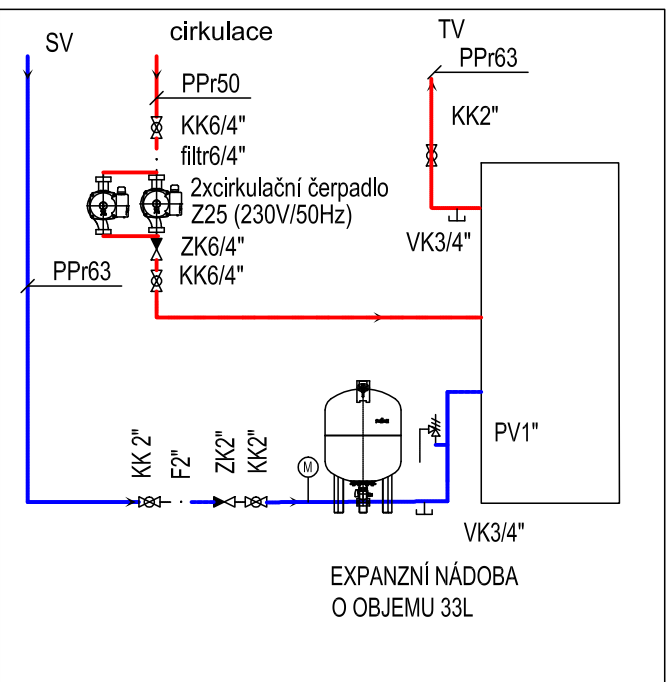 SV
cirkulace
TV
PPr63
PPr50
KK2"
KK6/4"
filtr6/4"
2xcirkulační čerpadlo
Z25 (230V/50Hz)
VK3/4"
ZK6/4"
KK6/4"
PPr63
PV1"
KK 2"
F2"
ZK2"
KK2"
M
VK3/4"
EXPANZNÍ NÁDOBA
O OBJEMU 33L